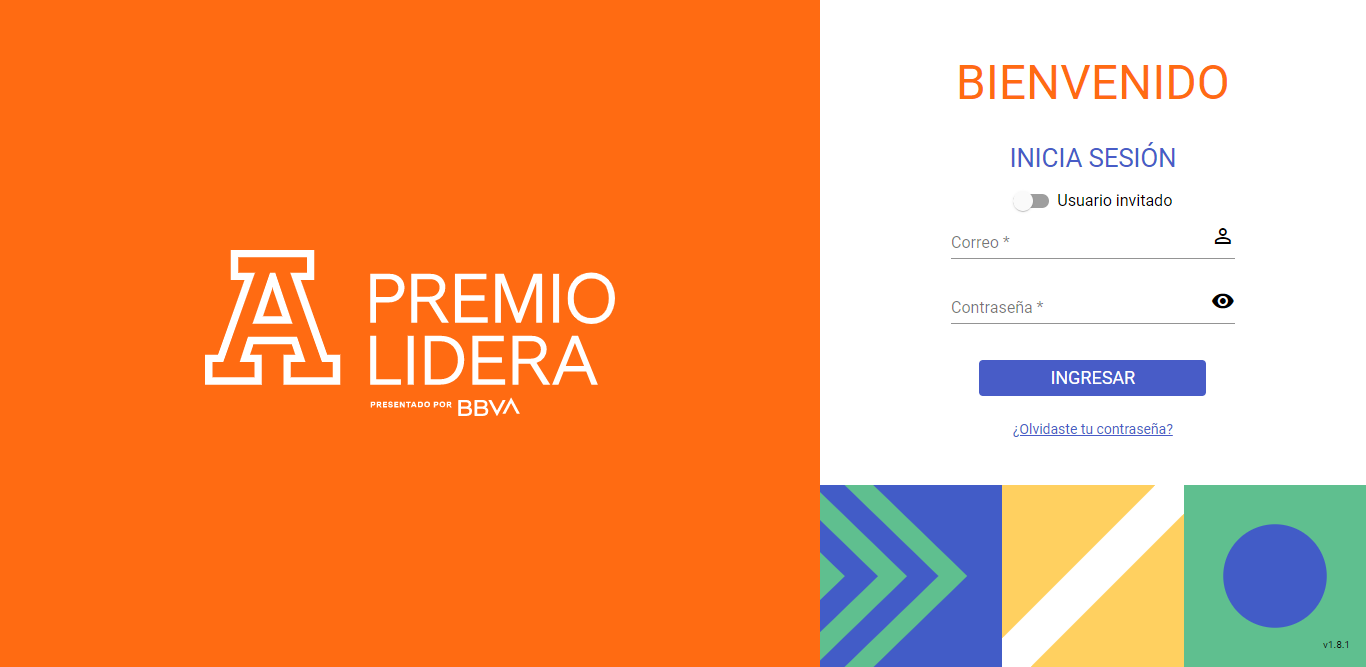 A
PREMIO
LIDERA
PRESENTADO POR BBVA
BIENVENIDO
INICIA SESIÓN
Usuario invitado
Correo *
Contraseña *
INGRESAR
¿Olvidaste tu contraseña?
v1.8.1